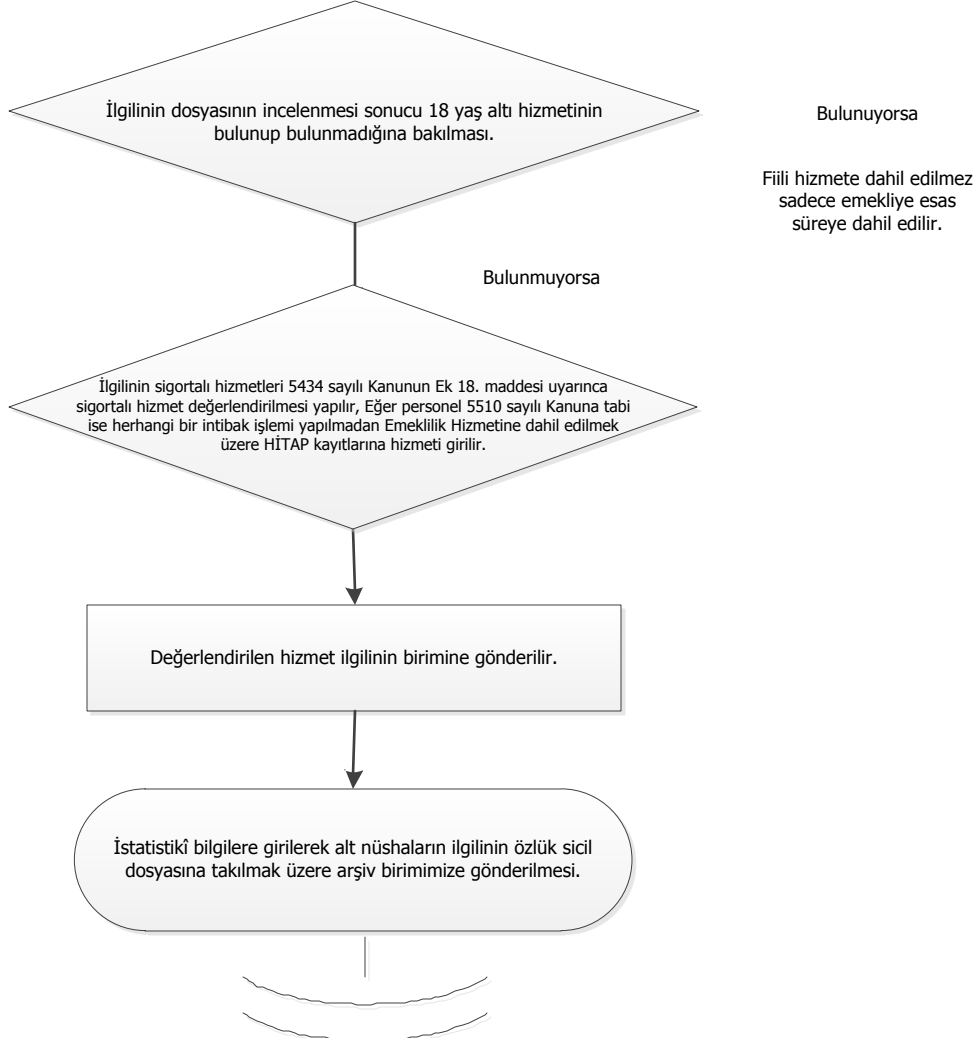 İlgilinin dosyasının incelenmesi sonucu 18 yaş altı hizmetinin
bulunup bulunmadığına bakılması.
Bulunuyorsa
Fiili hizmete dahil edilmez
sadece emekliye esas
süreye dahil edilir.
Bulunmuyorsa
İlgilinin sigortalı hizmetleri 5434 sayılı Kanunun Ek 18. maddesi uyarınca
sigortalı hizmet değerlendirilmesi yapılır, Eğer personel 5510 sayılı Kanuna tabi
ise herhangi bir intibak işlemi yapılmadan Emeklilik Hizmetine dahil edilmek
üzere HİTAP kayıtlarına hizmeti girilir.
Değerlendirilen hizmet ilgilinin birimine gönderilir.
İstatistikî bilgilere girilerek alt nüshaların ilgilinin özlük sicil
dosyasına takılmak üzere arşiv birimimize gönderilmesi.